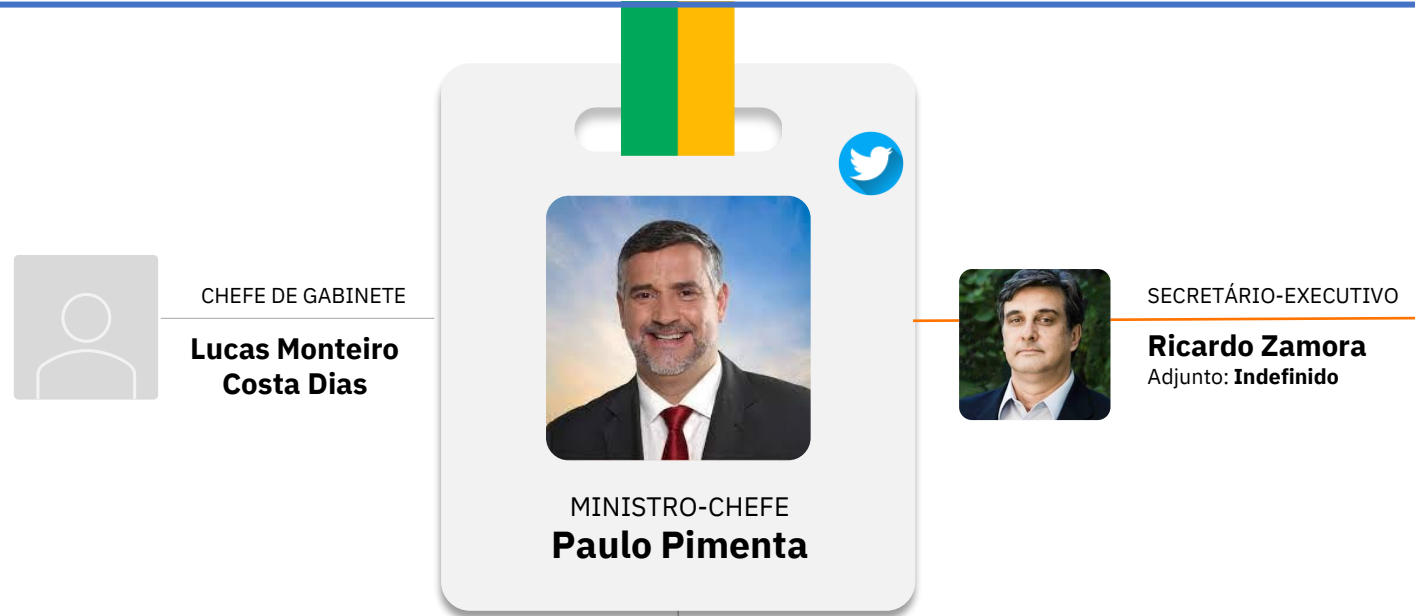 CHEFE DE GABINETE
Lucas Monteiro
Costa Dias
MINISTRO-CHEFE
Paulo Pimenta
SECRETÁRIO-EXECUTIVO
Ricardo Zamora
Adjunto: Indefinido